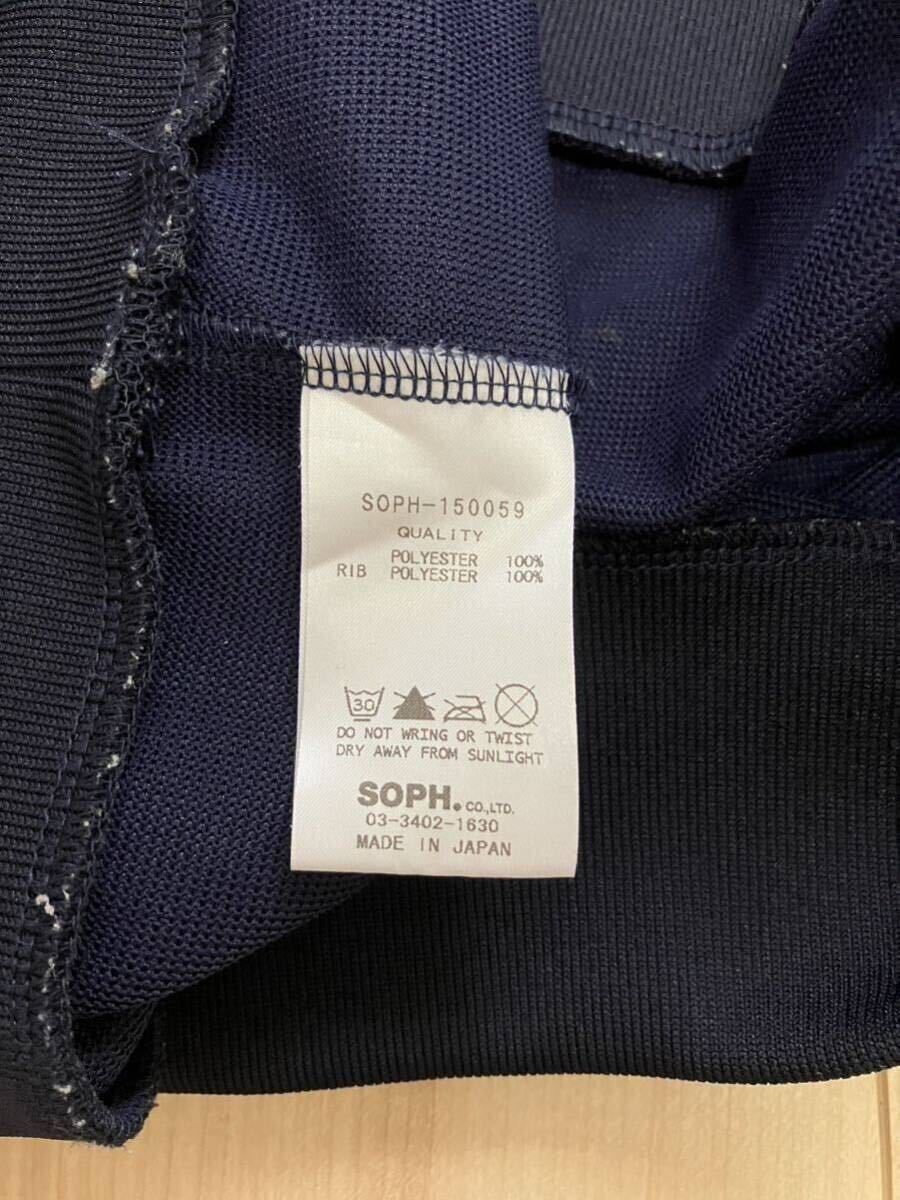 SOPH-150059
QUALITY
POLYESTER 100%
RIB POLYESTER 100%
30
DO NOT WRING OR TWIST
DRY AWAY FROM SUNLIGHT
SOPH. CO.,LTD.
03-3402-1630
MADE IN JAPAN